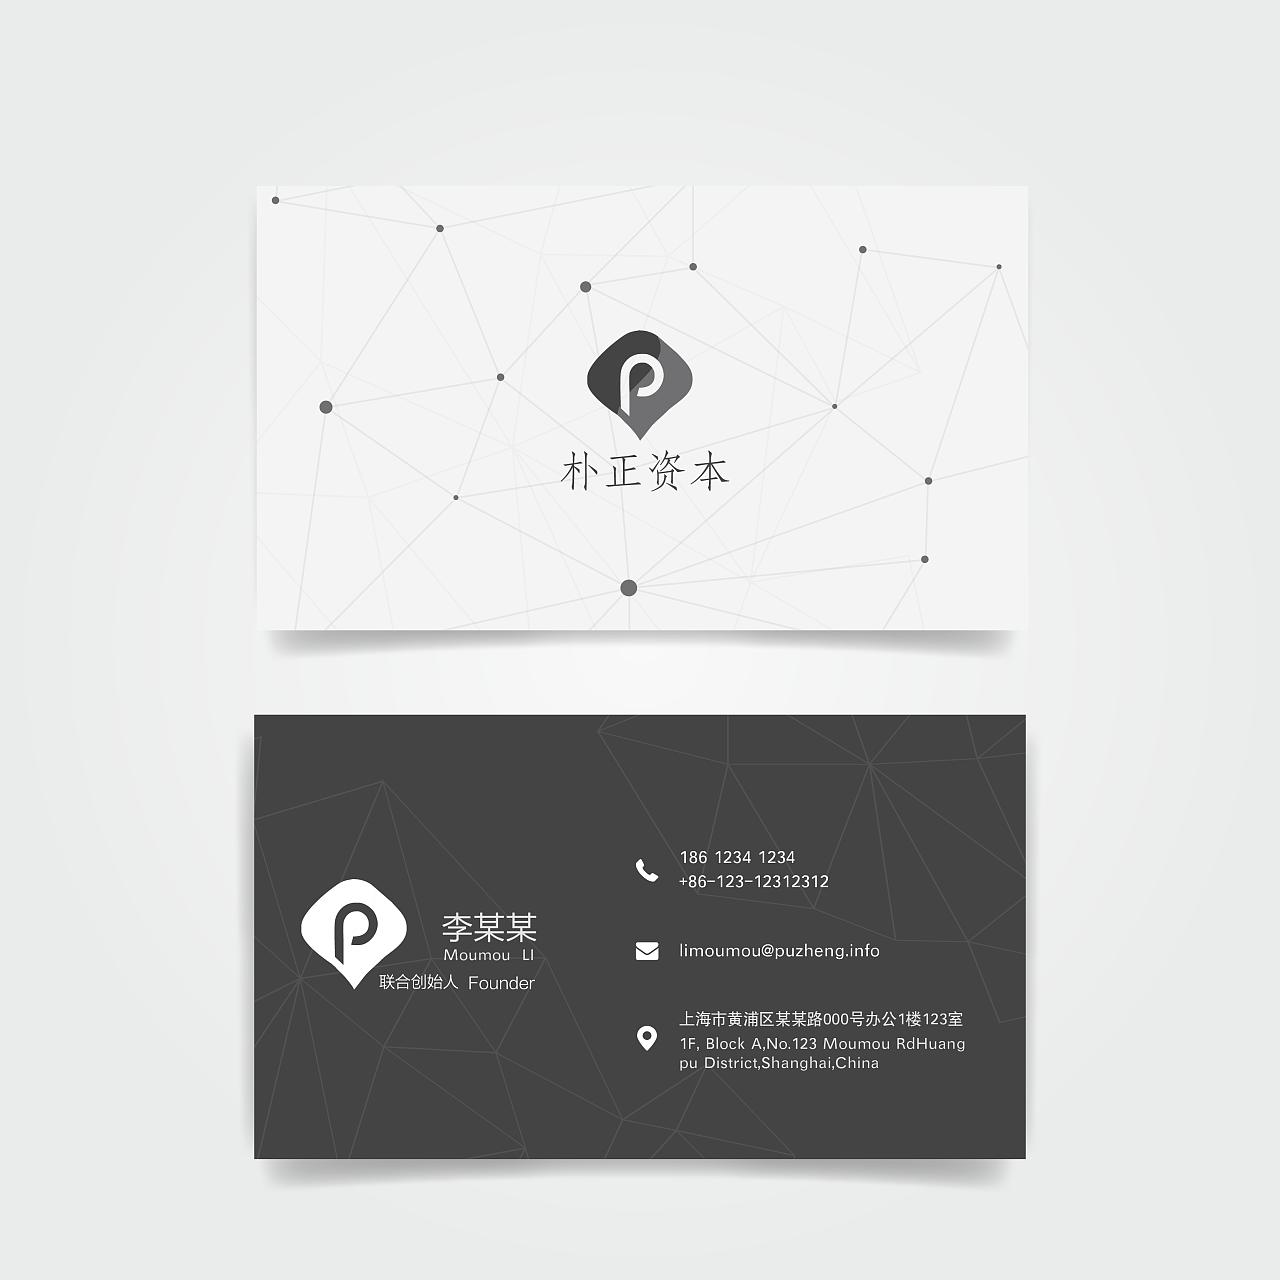 P
朴正资本
P
李某某
Moumou LI
联合创始人 Founder
186 1234 1234
+86-123-12312312
limoumou@puzheng.info
上海市黄浦区某某路000号办公1楼123室
1F, Block A,No.123 Moumou RdHuang
pu District,Shanghai,China